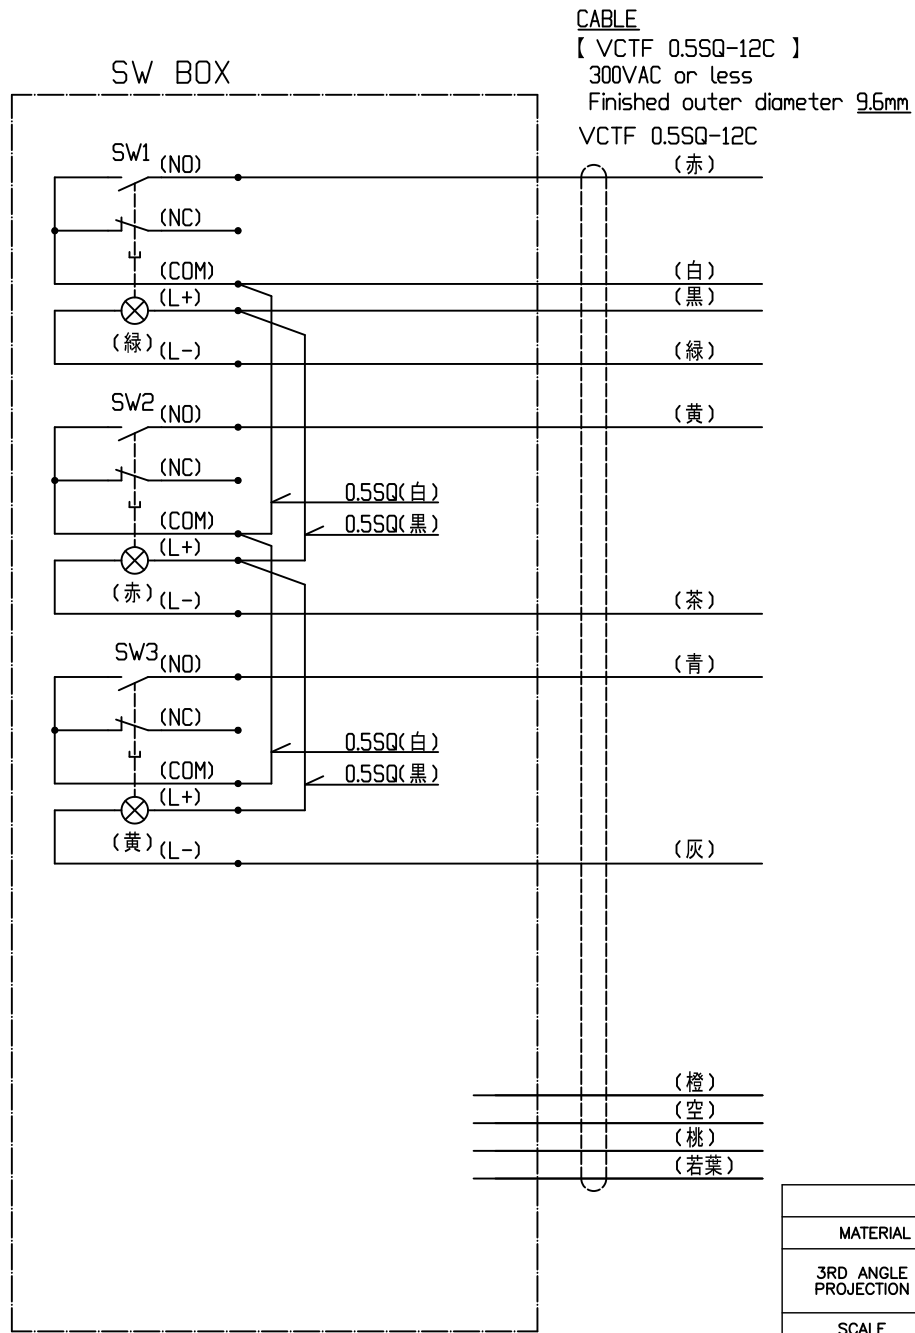 CABLE
【 VCTF 0.5SQ-12C 】
300VAC or less
Finished outer diameter 9.6mm
SW BOX
VCTF 0.5SQ-12C
SW1
(NO)
(赤)
(NC)
(COM)
(白)
(L+)
(黒)
(緑)
(L-)
(緑)
SW2
(NO)
(黄)
(NC)
0.5SQ(白)
(COM)
0.5SQ(黒)
(L+)
(赤)
(L-)
(茶)
SW3
(NO)
(青)
(NC)
0.5SQ(白)
(COM)
0.5SQ(黒)
(L+)
(黄)
(L-)
(灰)
(橙)
(空)
(桃)
(若葉)
MATERIAL
3RD ANGLE
PROJECTION
SCALE